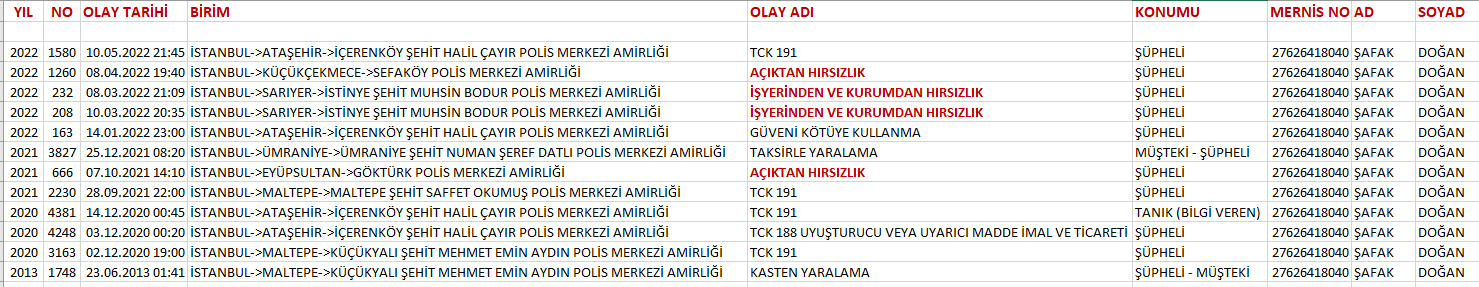 YIL NO OLAY TARİHİ BİRİM OLAY ADI KONUMU MERNİS NO AD SOYAD
2022 1580 10.05.2022 21:45 İSTANBUL->ATAŞEHİR->İÇERENKÖY ŞEHİT HALİL ÇAYIR POLİS MERKEZİ AMİRLİĞİ TCK 191 ŞÜPHELİ 27626418040 ŞAFAK DOĞAN
2022 1260 08.04.2022 19:40 İSTANBUL->KÜÇÜKÇEKMECE->SEFAKÖY POLİS MERKEZİ AMİRLİĞİ AÇIKTAN HIRSIZLIK ŞÜPHELİ 27626418040 ŞAFAK DOĞAN
2022 232 08.03.2022 21:09 İSTANBUL->SARIYER->İSTİNYE ŞEHİT MUHSİN BODUR POLİS MERKEZİ AMİRLİĞİ İŞYERİNDEN VE KURUMDAN HIRSIZLIK ŞÜPHELİ 27626418040 ŞAFAK DOĞAN
2022 208 10.03.2022 20:35 İSTANBUL->SARIYER->İSTİNYE ŞEHİT MUHSİN BODUR POLİS MERKEZİ AMİRLİĞİ İŞYERİNDEN VE KURUMDAN HIRSIZLIK ŞÜPHELİ 27626418040 ŞAFAK DOĞAN
2022 163 14.01.2022 23:00 İSTANBUL->ATAŞEHİR->İÇERENKÖY ŞEHİT HALİL ÇAYIR POLİS MERKEZİ AMİRLİĞİ GÜVENİ KÖTÜYE KULLANMA ŞÜPHELİ 27626418040 ŞAFAK DOĞAN
2021 3827 25.12.2021 08:20 İSTANBUL->ÜMRANİYE->ÜMRANİYE ŞEHİT NUMAN ŞEREF DATLI POLİS MERKEZİ AMİRLİĞİ TAKSİRLE YARALAMA MÜŞTEKİ - ŞÜPHELİ 27626418040 ŞAFAK DOĞAN
2021 666 07.10.2021 14:10 İSTANBUL->EYÜPSULTAN->GÖKTÜRK POLİS MERKEZİ AMİRLİĞİ AÇIKTAN HIRSIZLIK ŞÜPHELİ 27626418040 ŞAFAK DOĞAN
2021 2230 28.09.2021 22:00 İSTANBUL->MALTEPE->MALTEPE ŞEHİT SAFFET OKUMUŞ POLİS MERKEZİ AMİRLİĞİ TCK 191 ŞÜPHELİ 27626418040 ŞAFAK DOĞAN
2020 4381 14.12.2020 00:45 İSTANBUL->ATAŞEHİR->İÇERENKÖY ŞEHİT HALİL ÇAYIR POLİS MERKEZİ AMİRLİĞİ TCK 191 TANIK (BİLGİ VEREN) 27626418040 ŞAFAK DOĞAN
2020 4248 03.12.2020 00:20 İSTANBUL->ATAŞEHİR->İÇERENKÖY ŞEHİT HALİL ÇAYIR POLİS MERKEZİ AMİRLİĞİ TCK 188 UYUŞTURUCU VEYA UYARICI MADDE İMAL VE TİCARETİ ŞÜPHELİ 27626418040 ŞAFAK DOĞAN
2020 3163 02.12.2020 19:00 İSTANBUL->MALTEPE->KÜÇÜKYALI ŞEHİT MEHMET EMİN AYDIN POLİS MERKEZİ AMİRLİĞİ TCK 191 ŞÜPHELİ 27626418040 ŞAFAK DOĞAN
2013 1748 23.06.2013 01:41 İSTANBUL->MALTEPE->KÜÇÜKYALI ŞEHİT MEHMET EMİN AYDIN POLİS MERKEZİ AMİRLİĞİ KASTEN YARALAMA ŞÜPHELİ - MÜŞTEKİ 27626418040 ŞAFAK DOĞAN